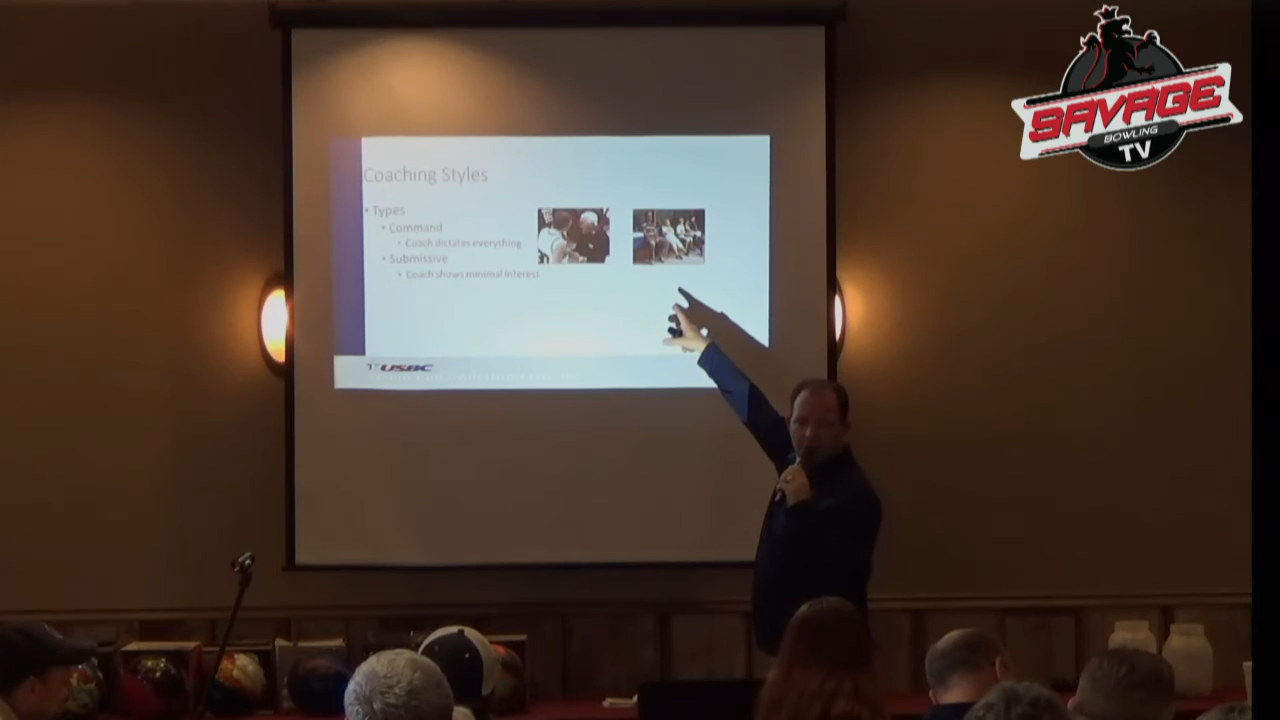 SAVAGE
BOWLING
TV
Coaching Styles
• Types
• Command
• Coach dictates everything
• Submissive
• Coach shows minimal interest
USBC